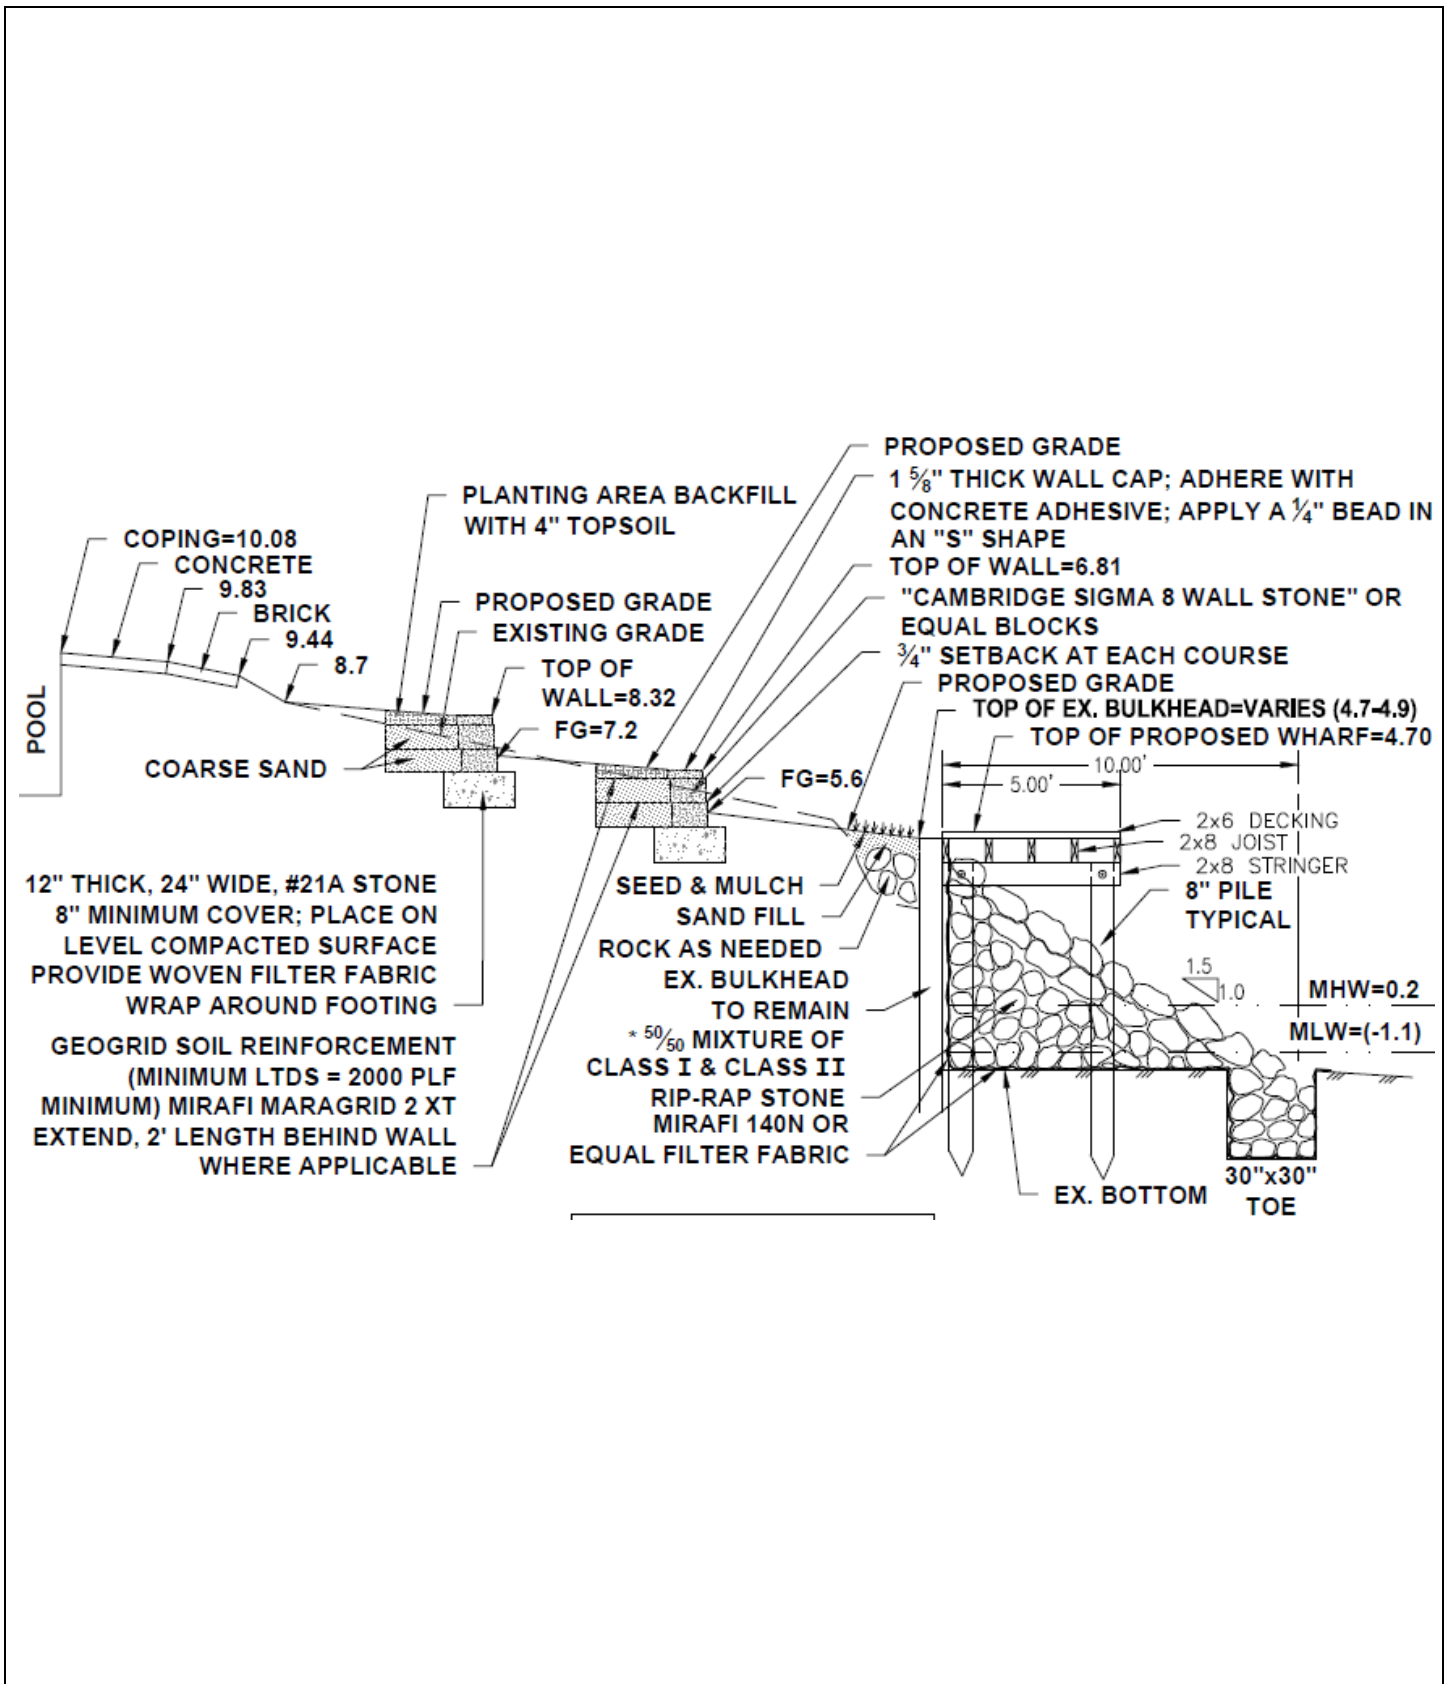 PROPOSED GRADE
1 ⅝" THICK WALL CAP; ADHERE WITH
CONCRETE ADHESIVE; APPLY A ¼" BEAD IN
AN "S" SHAPE
TOP OF WALL=6.81
"CAMBRIDGE SIGMA 8 WALL STONE" OR
EQUAL BLOCKS
¾" SETBACK AT EACH COURSE
PROPOSED GRADE
TOP OF EX. BULKHEAD=VARIES (4.7-4.9)
TOP OF PROPOSED WHARF=4.70
10.00'
5.00'
PLANTING AREA BACKFILL
WITH 4" TOPSOIL
COPING=10.08
CONCRETE
9.83
BRICK
9.44
8.7
PROPOSED GRADE
EXISTING GRADE
TOP OF
WALL=8.32
FG=7.2
FG=5.6
POOL
COARSE SAND
2x6 DECKING
2x8 JOIST
2x8 STRINGER
8" PILE
TYPICAL
12" THICK, 24" WIDE, #21A STONE
8" MINIMUM COVER; PLACE ON
LEVEL COMPACTED SURFACE
PROVIDE WOVEN FILTER FABRIC
WRAP AROUND FOOTING
GEOGRID SOIL REINFORCEMENT
(MINIMUM LTDS = 2000 PLF
MINIMUM) MIRAFI MARAGRID 2 XT
EXTEND, 2' LENGTH BEHIND WALL
WHERE APPLICABLE
SEED & MULCH
SAND FILL
ROCK AS NEEDED
EX. BULKHEAD
TO REMAIN
* 50/50 MIXTURE OF
CLASS I & CLASS II
RIP-RAP STONE
MIRAFI 140N OR
EQUAL FILTER FABRIC
1.5
1.0
MHW=0.2
MLW=(-1.1)
30"x30"
TOE
EX. BOTTOM